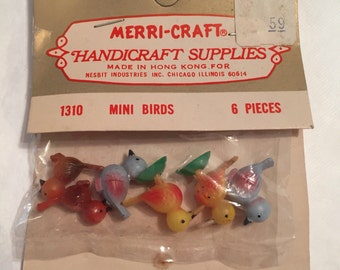 MERRI-CRAFT®
59
HANDICRAFT SUPPLIES
MADE IN HONG KONG FOR
NESBIT INDUSTRIES INC. CHICAGO ILLINOIS 60614
1310 MINI BIRDS 6 PIECES